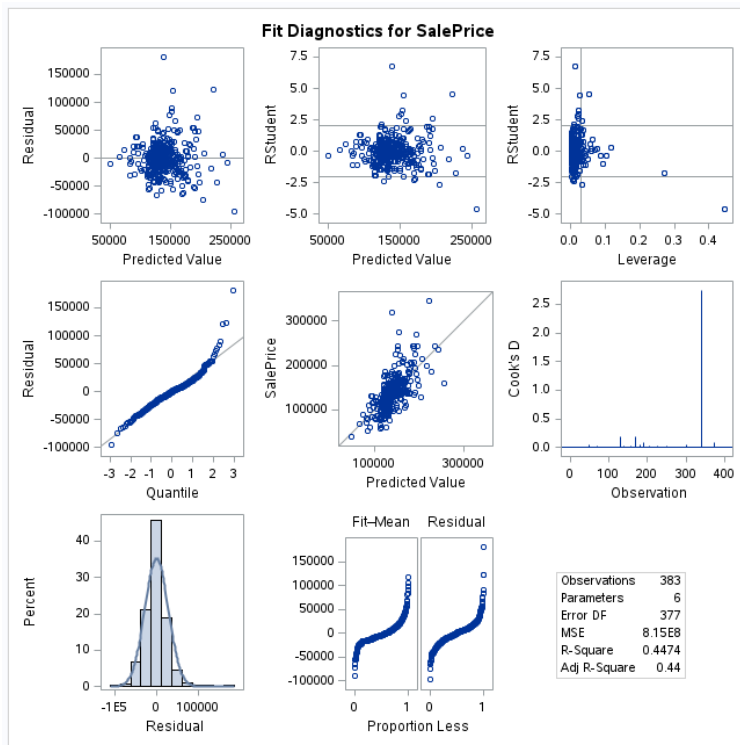 Fit Diagnostics for SalePrice
Residual
150000
100000
50000
0
-50000
-100000
50000 150000 250000
Predicted Value
RStudent
7.5
5.0
2.5
0.0
-2.5
-5.0
50000 150000 250000
Predicted Value
RStudent
7.5
5.0
2.5
0.0
-2.5
-5.0
0.0 0.1 0.2 0.3 0.4
Leverage
Residual
150000
100000
50000
0
-50000
-100000
-3 -2 -1 0 1 2 3
Quantile
SalePrice
300000
200000
100000
100000 300000
Predicted Value
Cook's D
2.5
2.0
1.5
1.0
0.5
0.0
0 100 200 300 400
Observation
Percent
40
30
20
10
0
-1E5 0 100000
Residual
Fit–Mean Residual
150000
100000
50000
0
-50000
-100000
0 1 0 1
Proportion Less
Observations 383
Parameters 6
Error DF 377
MSE 8.15E8
R-Square 0.4474
Adj R-Square 0.44